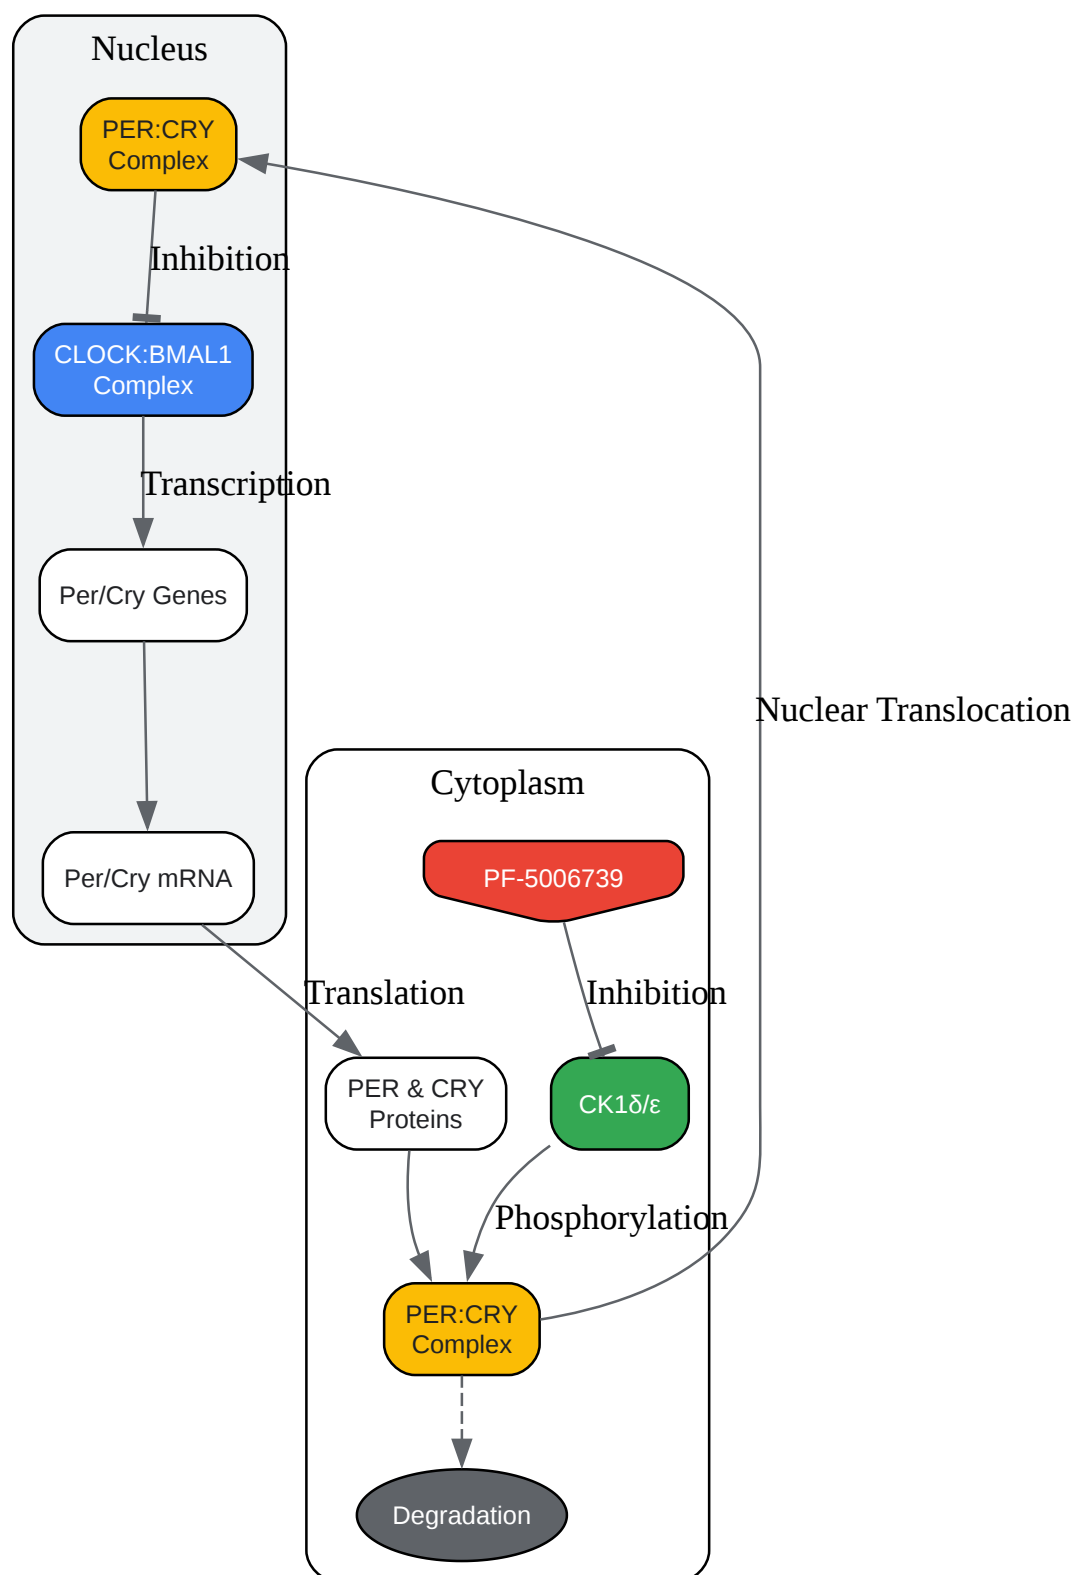 Nucleus
PER:CRY
Complex
Inhibition
CLOCK:BMAL1
Complex
Transcription
Per/Cry Genes
Nuclear Translocation
Cytoplasm
Per/Cry mRNA
PF-5006739
Translation
Inhibition
PER & CRY
Proteins
CK1δ/ε
Phosphorylation
PER:CRY
Complex
Degradation